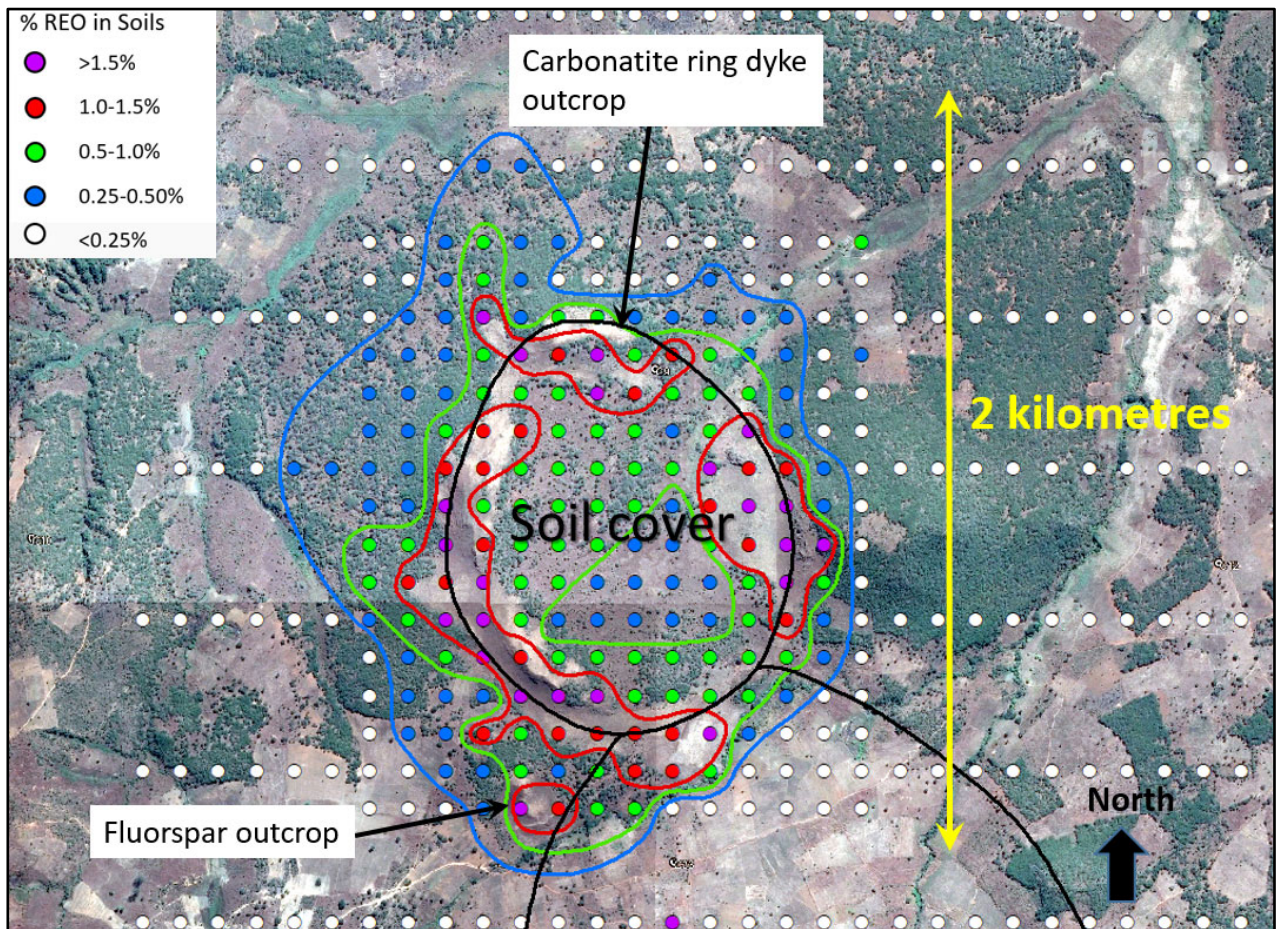 % REO in Soils
>1.5%
1.0-1.5%
0.5-1.0%
0.25-0.50%
<0.25%
Carbonatite ring dyke
outcrop
2 kilometres
Soil cover
Fluorspar outcrop
North